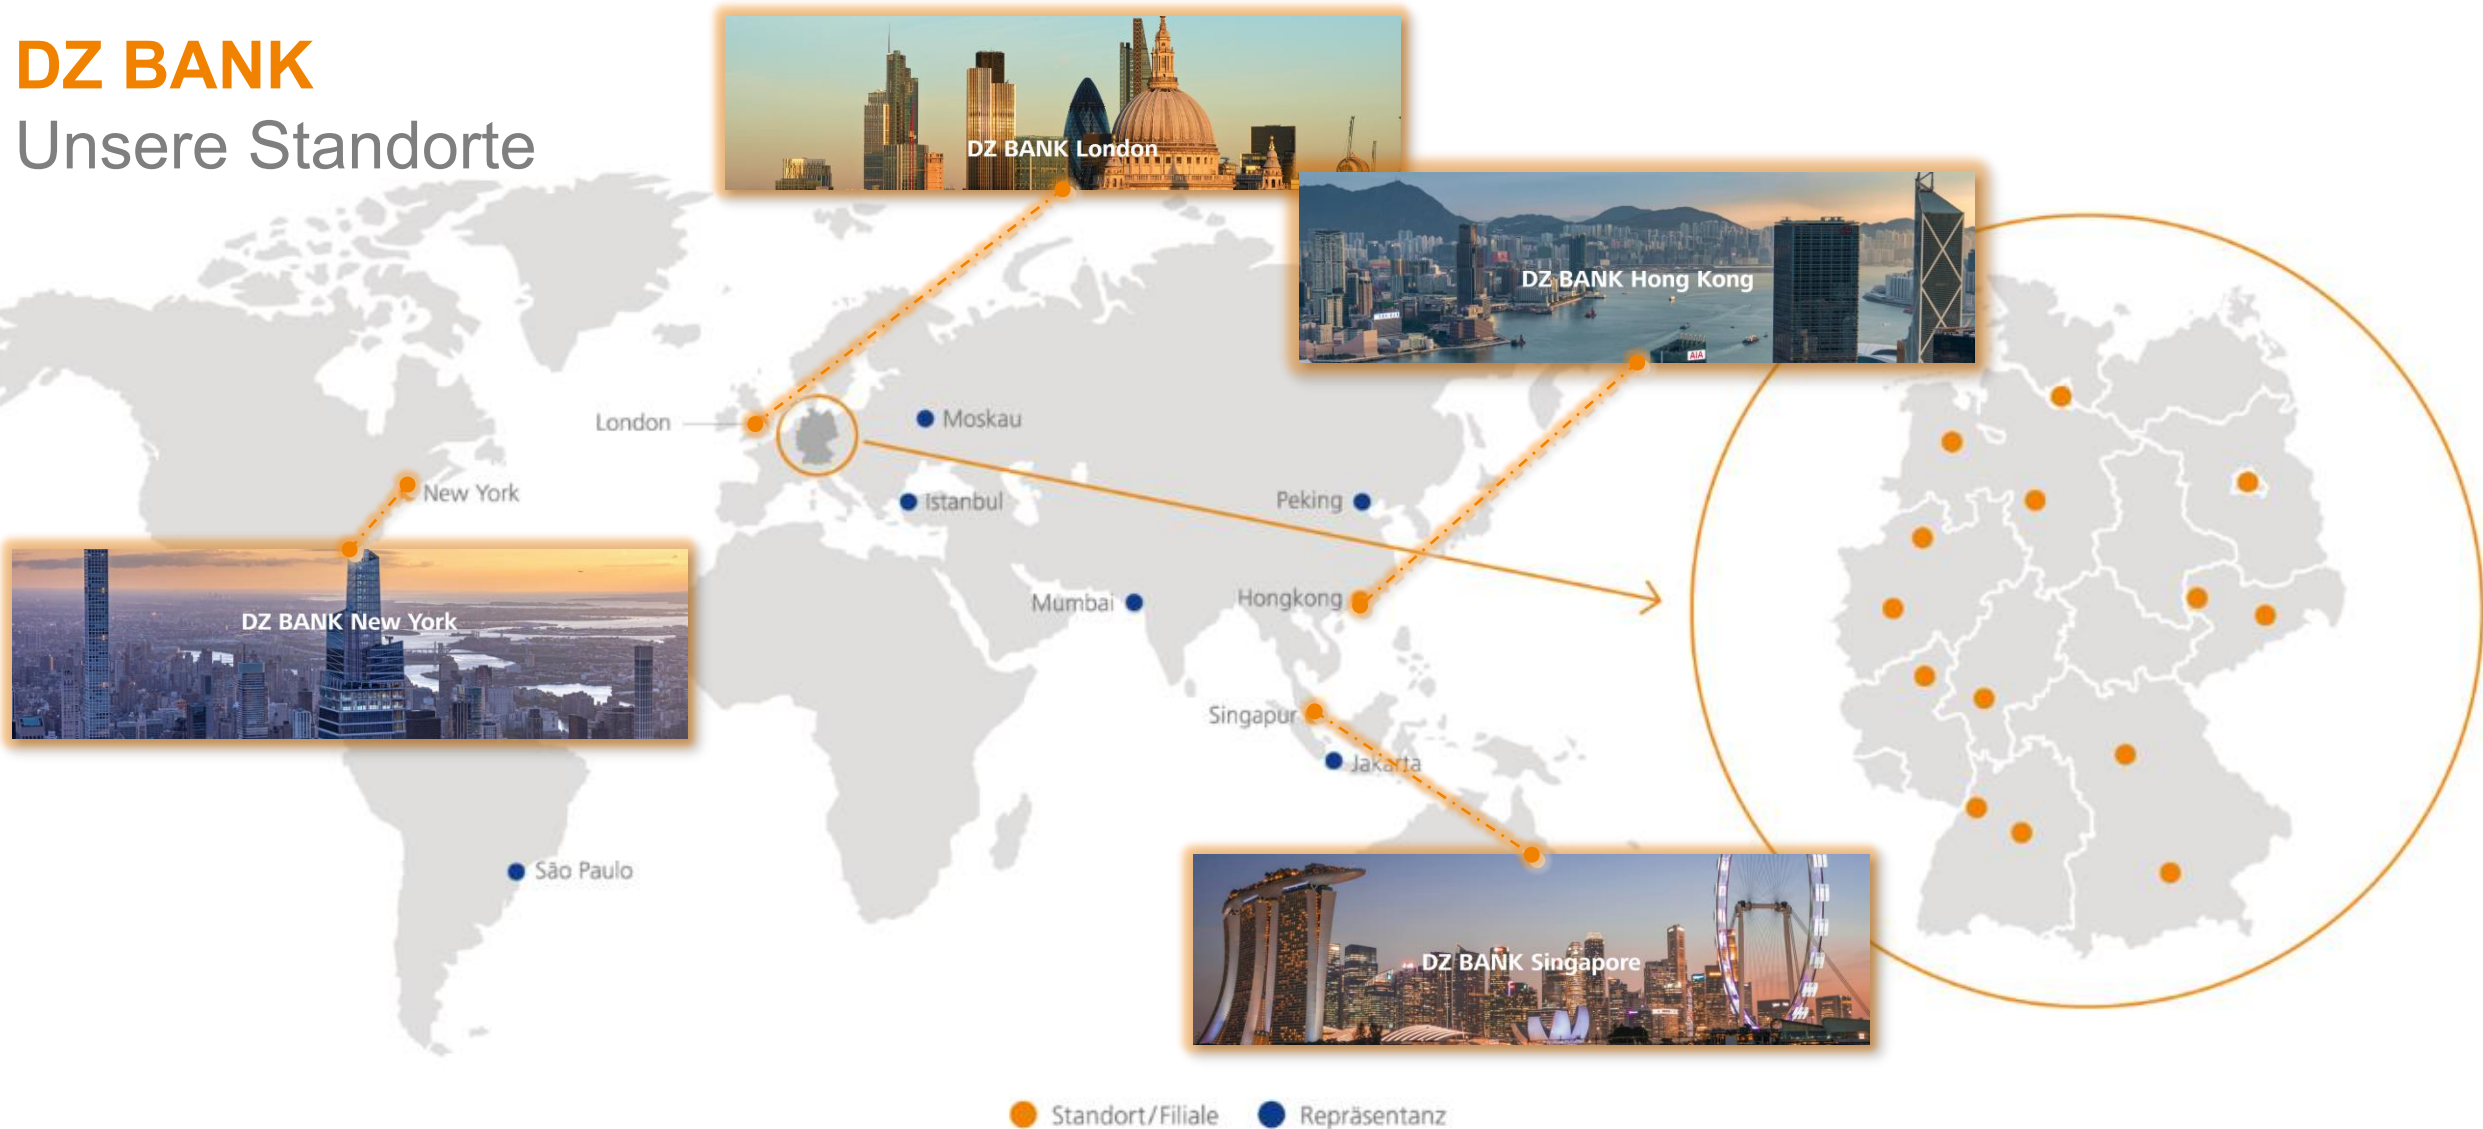 DZ BANK
Unsere Standorte
DZ BANK London
DZ BANK Hong Kong
London
Moskau
New York
Istanbul
Peking
DZ BANK New York
Mumbai
Hongkong
AIA
Singapur
Jakarta
São Paulo
DZ BANK Singapore
Standort/Filiale
Repräsentanz